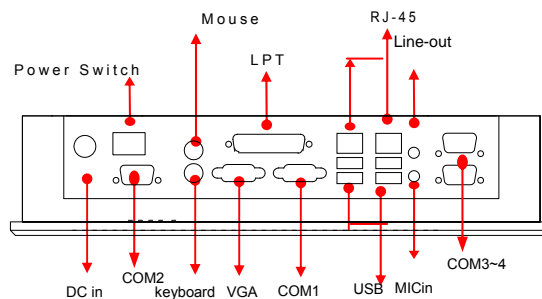 Mouse
RJ-45
Line-out
LPT
Power Switch
DC in
COM2
keyboard
VGA
COM1
USB
MICin
COM3~4